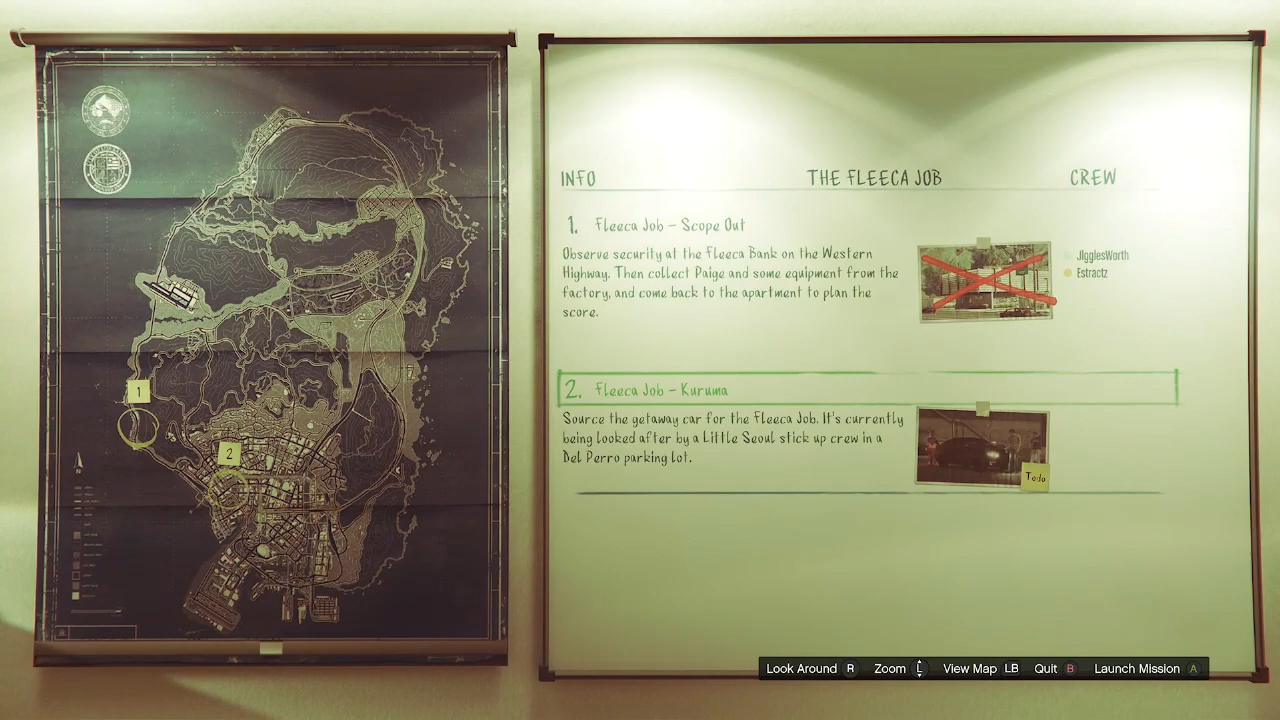 INFO
THE FLEECA JOB
CREW
1. Fleeca Job - Scope Out
Observe security at the Fleeca Bank on the Western
Highway. Then collect Paige and some equipment from the
factory, and come back to the apartment to plan the
score.
JIgglesWorth
Estractz
2. Fleeca Job - Kuruma
Source the getaway car for the Fleeca Job. It's currently
being looked after by a Little Seoul stick up crew in a
Del Perro parking lot.
Todo
1
2
N
Look Around R Zoom L View Map LB Quit B Launch Mission A